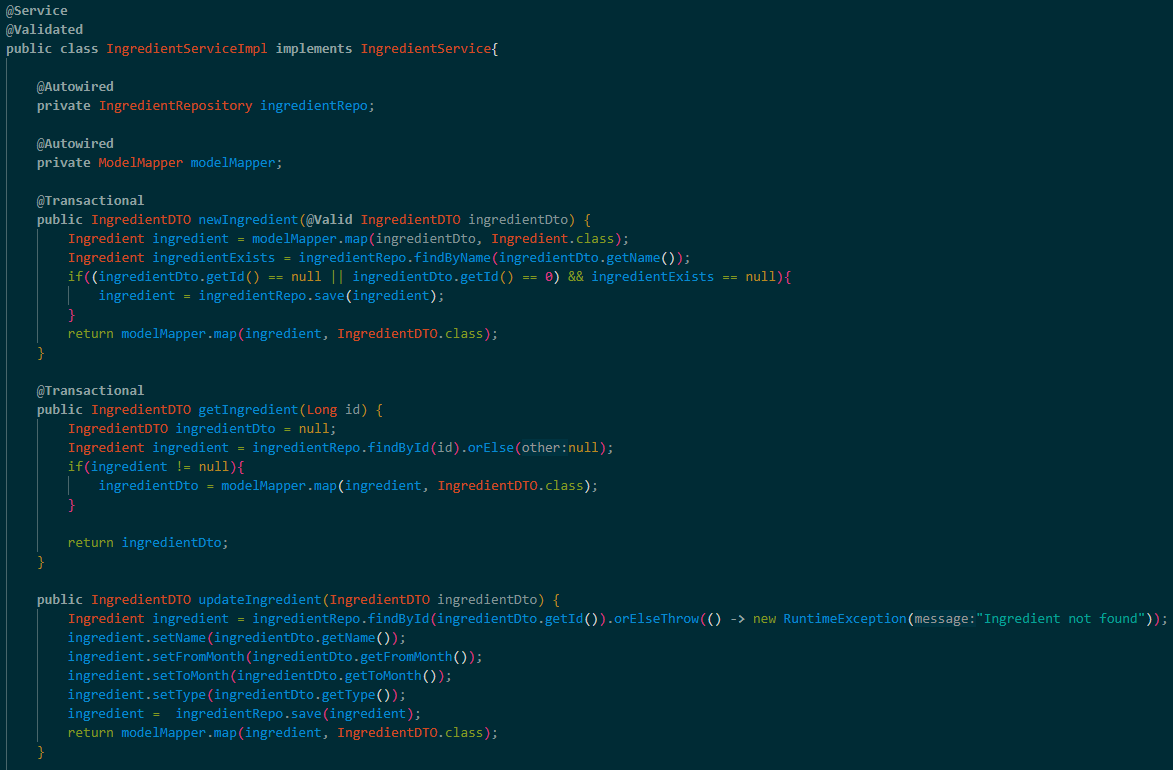 @Service
@Validated
public class IngredientServiceImpl implements IngredientService{
@Autowired
private IngredientRepository ingredientRepo;
@Autowired
private ModelMapper modelMapper;
@Transactional
public IngredientDTO newIngredient(@Valid IngredientDTO ingredientDto) {
Ingredient ingredient = modelMapper.map(ingredientDto, Ingredient.class);
Ingredient ingredientExists = ingredientRepo.findByName(ingredientDto.getName());
if((ingredientDto.getId() == null || ingredientDto.getId() == 0) && ingredientExists == null){
ingredient = ingredientRepo.save(ingredient);
}
return modelMapper.map(ingredient, IngredientDTO.class);
}
@Transactional
public IngredientDTO getIngredient(Long id) {
IngredientDTO ingredientDto = null;
Ingredient ingredient = ingredientRepo.findById(id).orElse(other:null);
if(ingredient != null){
ingredientDto = modelMapper.map(ingredient, IngredientDTO.class);
}
return ingredientDto;
}
public IngredientDTO updateIngredient(IngredientDTO ingredientDto) {
Ingredient ingredient = ingredientRepo.findById(ingredientDto.getId()).orElseThrow(() -> new RuntimeException(message:"Ingredient not found"));
ingredient.setName(ingredientDto.getName());
ingredient.setFromMonth(ingredientDto.getFromMonth());
ingredient.setToMonth(ingredientDto.getToMonth());
ingredient.setType(ingredientDto.getType());
ingredient =  ingredientRepo.save(ingredient);
return modelMapper.map(ingredient, IngredientDTO.class);
}